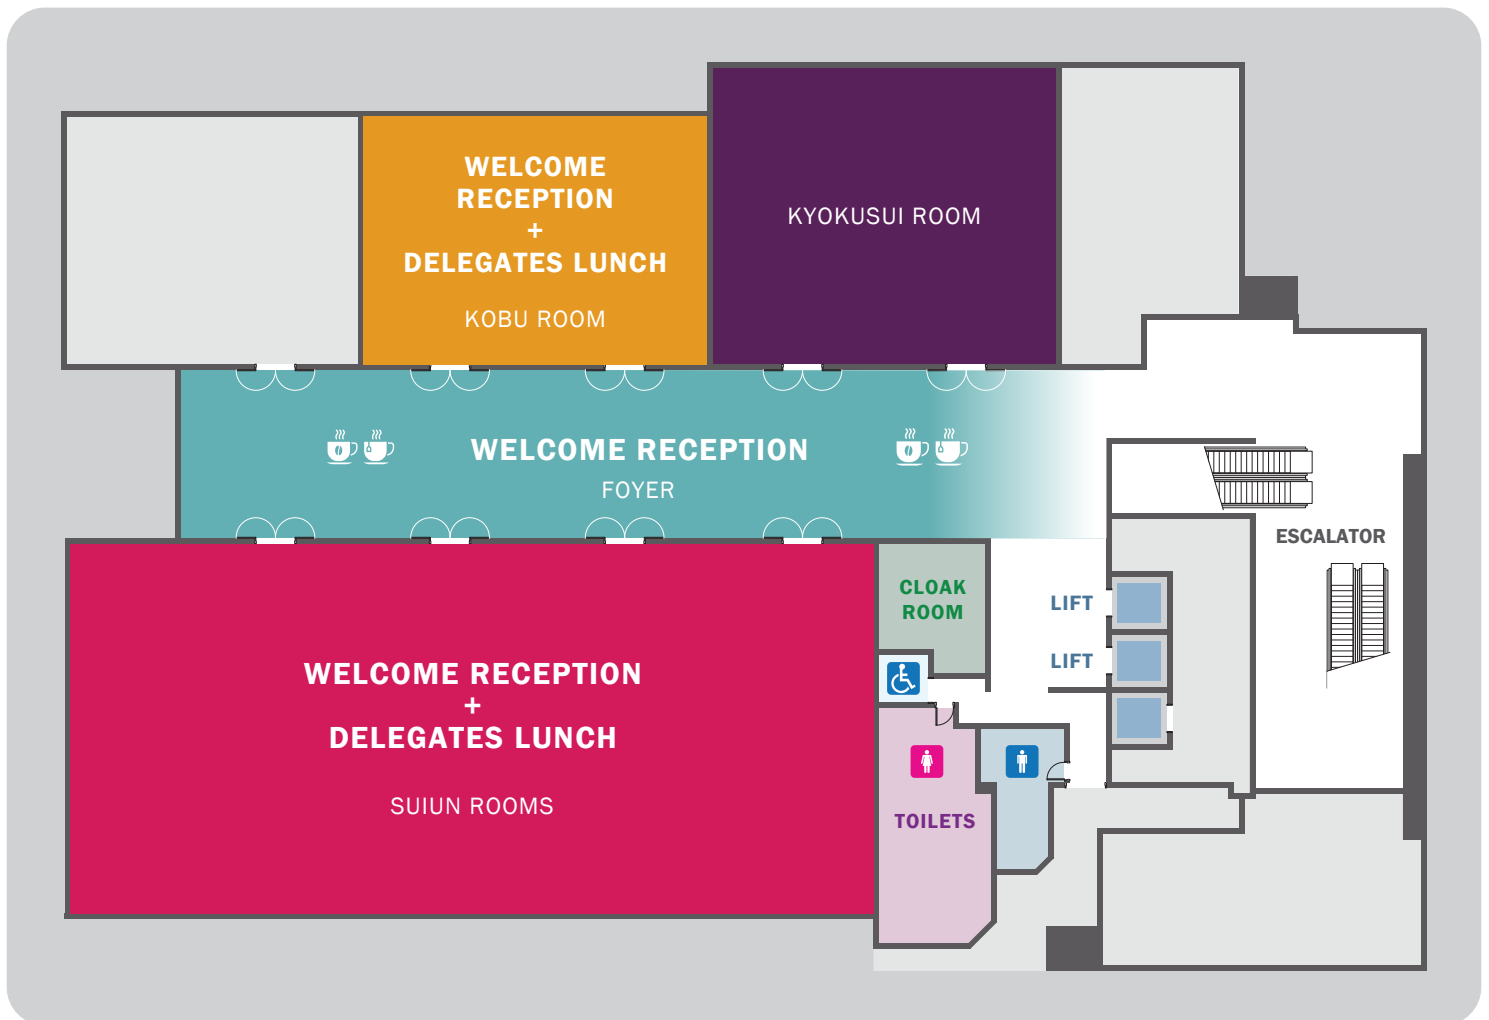 WELCOME
RECEPTION
+
DELEGATES LUNCH
KOBU ROOM
KYOKUSUI ROOM
WELCOME RECEPTION
FOYER
ESCALATOR
CLOAK
ROOM
LIFT
LIFT
WELCOME RECEPTION
+
DELEGATES LUNCH
SUIUN ROOMS
TOILETS